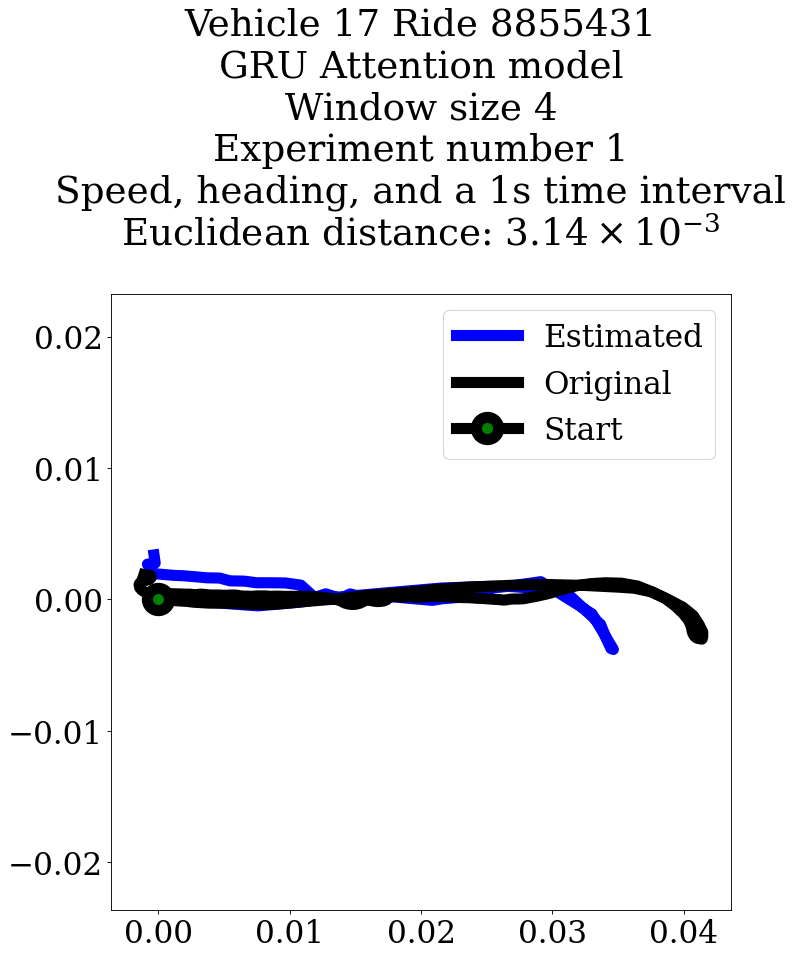 Vehicle 17 Ride 8855431
GRU Attention model
Window size 4
Experiment number 1
Speed, heading, and a 1s time interval
Euclidean distance: 3.14 × 10⁻³
Estimated
Original
Start
0.02
0.01
0.00
−0.01
−0.02
0.00 0.01 0.02 0.03 0.04